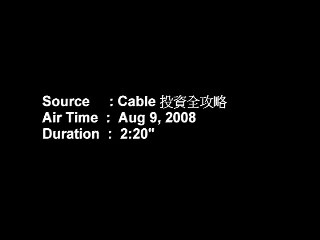 Source : Cable 投資全攻略
Air Time : Aug 9, 2008
Duration : 2:20"